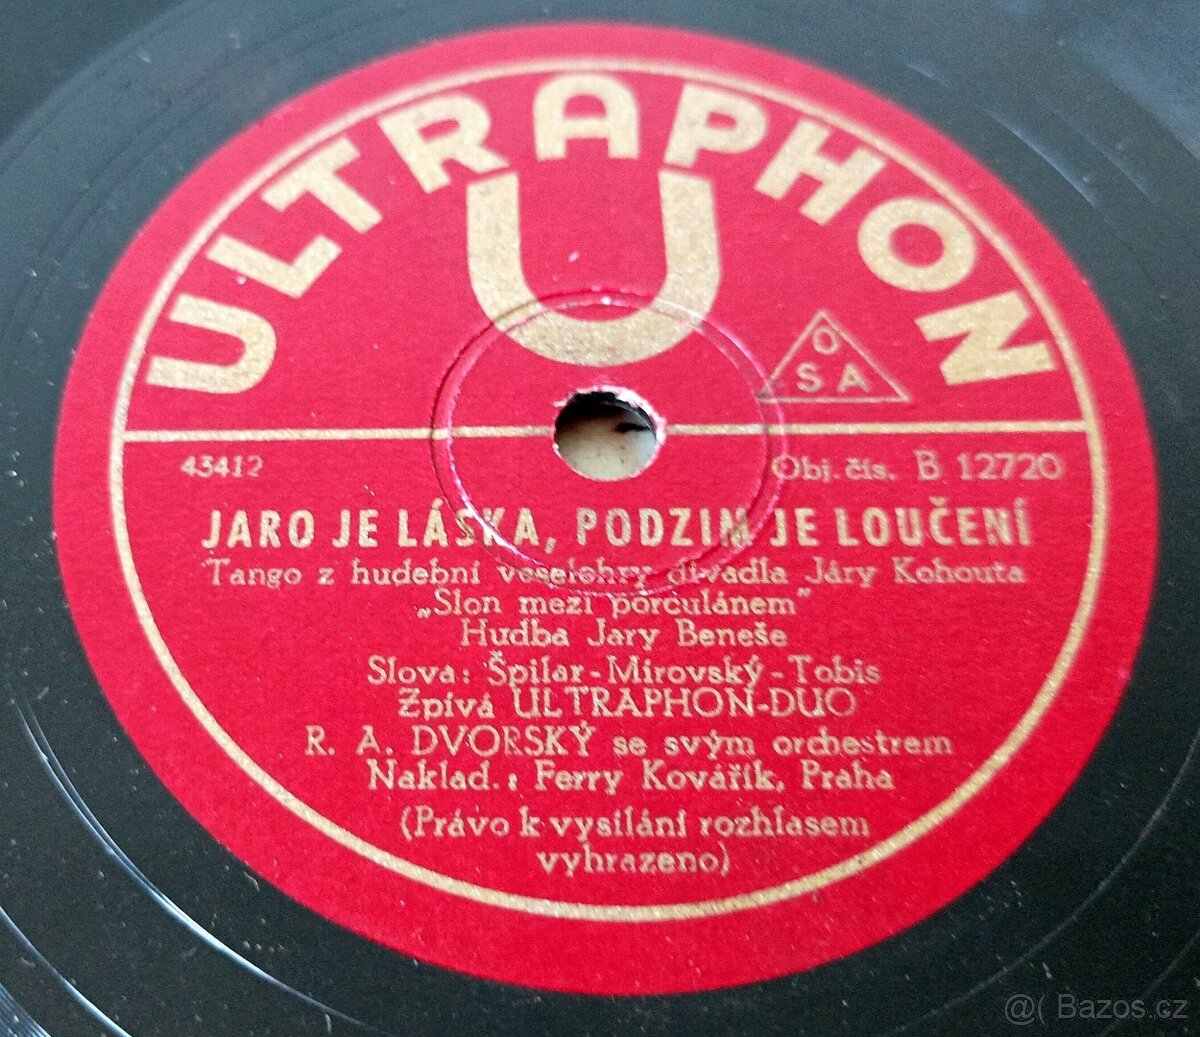 ULTRAPHON
U
O
S A
43412
Obj. čís. B 12720
JARO JE LÁSKA, PODZIM JE LOUČENÍ
Tango z hudební veselohry divadla Járy Kohouta
„Slon mezi porculánem"
Hudba Jary Beneše
Slova: Špilar-Mírovský-Tobis
Zpívá ULTRAPHON-DUO
R. A. DVORSKÝ se svým orchestrem
Naklad.: Ferry Kovářík, Praha
(Právo k vysílání rozhlasem
vyhrazeno)
@( Bazos.cz